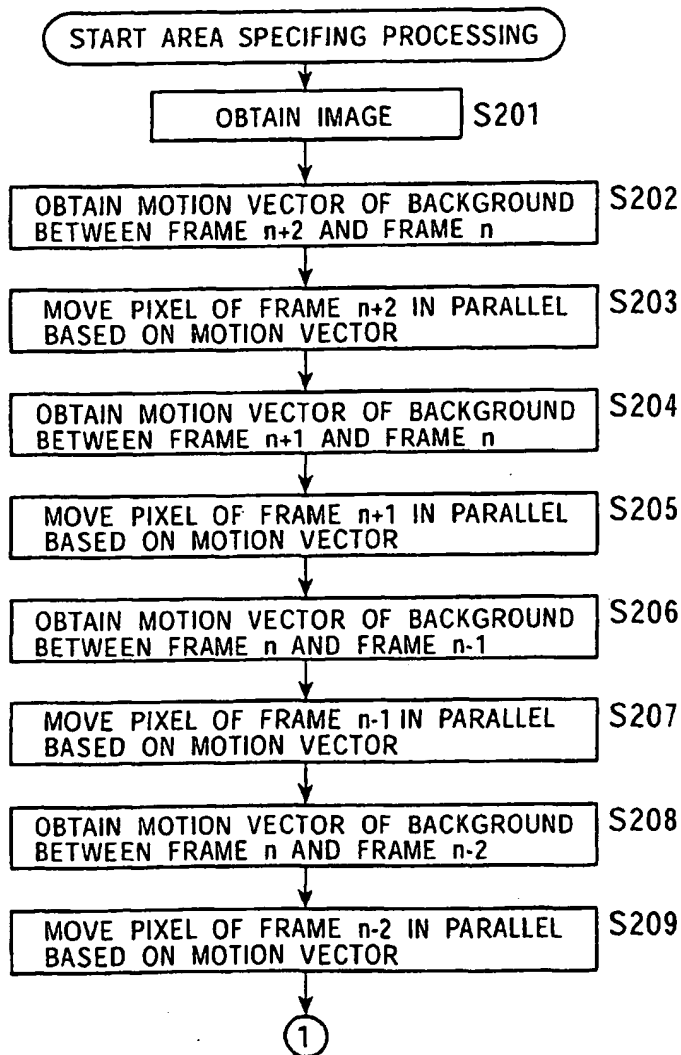 START AREA SPECIFING PROCESSING
OBTAIN IMAGE S201
OBTAIN MOTION VECTOR OF BACKGROUND S202
BETWEEN FRAME n+2 AND FRAME n
MOVE PIXEL OF FRAME n+2 IN PARALLEL S203
BASED ON MOTION VECTOR
OBTAIN MOTION VECTOR OF BACKGROUND S204
BETWEEN FRAME n+1 AND FRAME n
MOVE PIXEL OF FRAME n+1 IN PARALLEL S205
BASED ON MOTION VECTOR
OBTAIN MOTION VECTOR OF BACKGROUND S206
BETWEEN FRAME n AND FRAME n-1
MOVE PIXEL OF FRAME n-1 IN PARALLEL S207
BASED ON MOTION VECTOR
OBTAIN MOTION VECTOR OF BACKGROUND S208
BETWEEN FRAME n AND FRAME n-2
MOVE PIXEL OF FRAME n-2 IN PARALLEL S209
BASED ON MOTION VECTOR
1